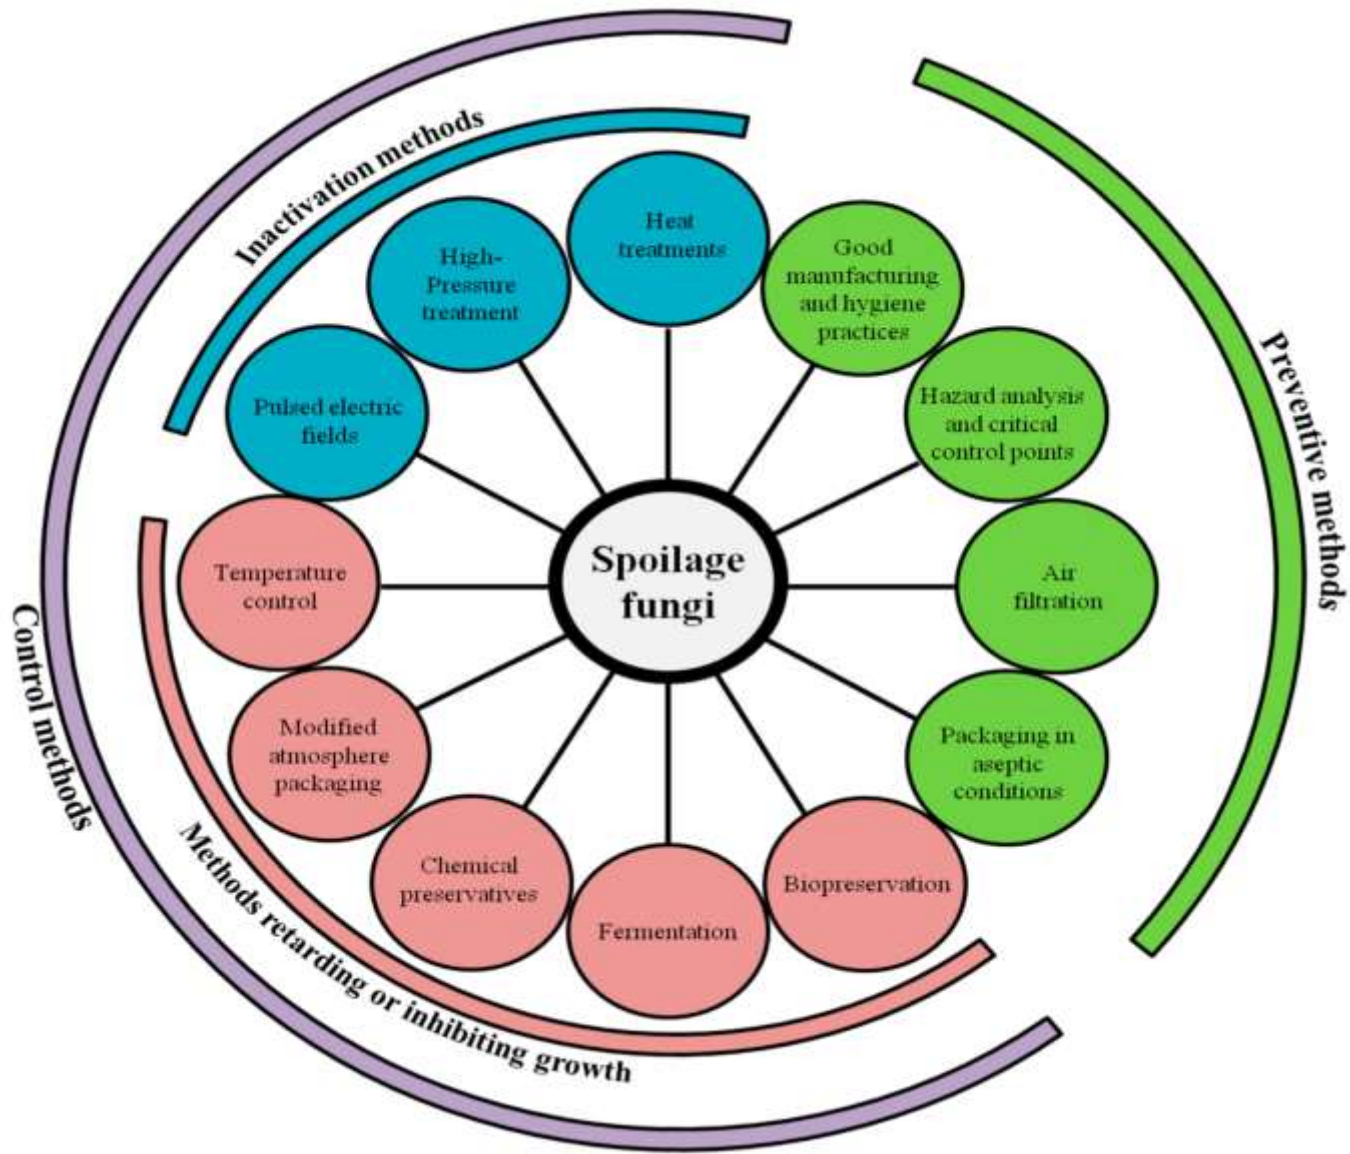 Inactivation methods
Heat
treatments
High-
Pressure
treatment
Good
manufacturing
and hygiene
practices
Pulsed electric
fields
Hazard analysis
and critical
control points
Preventive methods
Spoilage
fungi
Temperature
control
Air
filtration
Control methods
Modified
atmosphere
packaging
Packaging in
aseptic
conditions
Chemical
preservatives
Fermentation
Biopreservation
Methods retarding or inhibiting growth